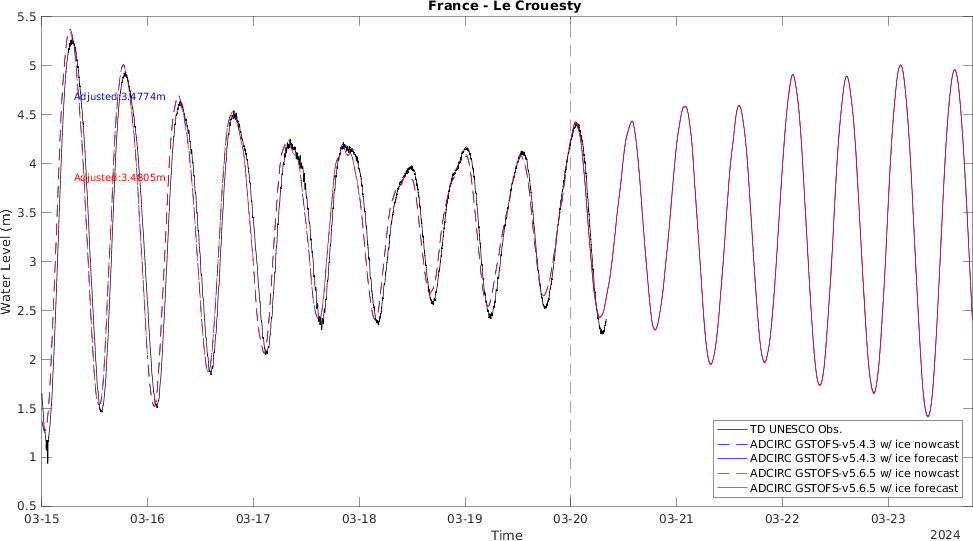 France - Le Crouesty
5.5
5
4.5
4
3.5
3
2.5
2
1.5
1
0.5
Water Level (m)
Adjusted:3.4774m
Adjusted:3.4805m
TD UNESCO Obs.
ADCIRC GSTOFS-v5.4.3 w/ ice nowcast
ADCIRC GSTOFS-v5.4.3 w/ ice forecast
ADCIRC GSTOFS-v5.6.5 w/ ice nowcast
ADCIRC GSTOFS-v5.6.5 w/ ice forecast
03-15 03-16 03-17 03-18 03-19 03-20 03-21 03-22 03-23
Time
2024